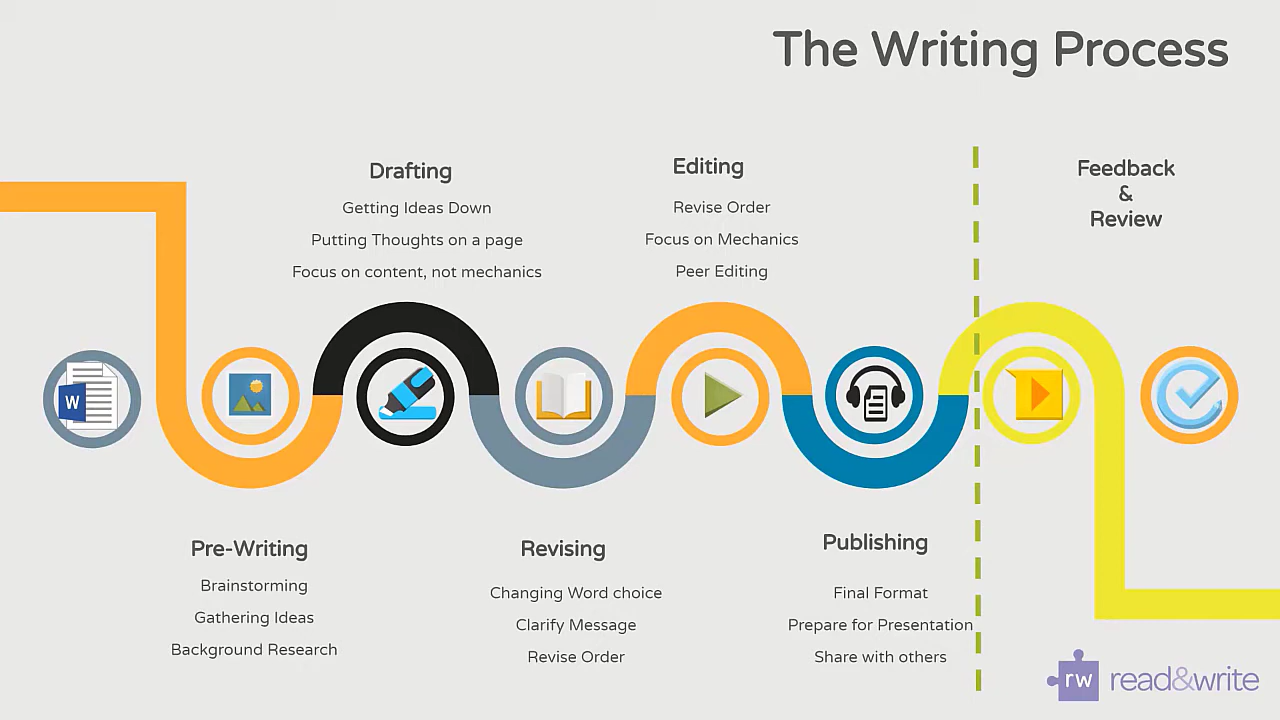 The Writing Process
Drafting
Getting Ideas Down
Putting Thoughts on a page
Focus on content, not mechanics
Editing
Revise Order
Focus on Mechanics
Peer Editing
Feedback
&
Review
W
Pre-Writing
Brainstorming
Gathering Ideas
Background Research
Revising
Changing Word choice
Clarify Message
Revise Order
Publishing
Final Format
Prepare for Presentation
Share with others
rw read&write